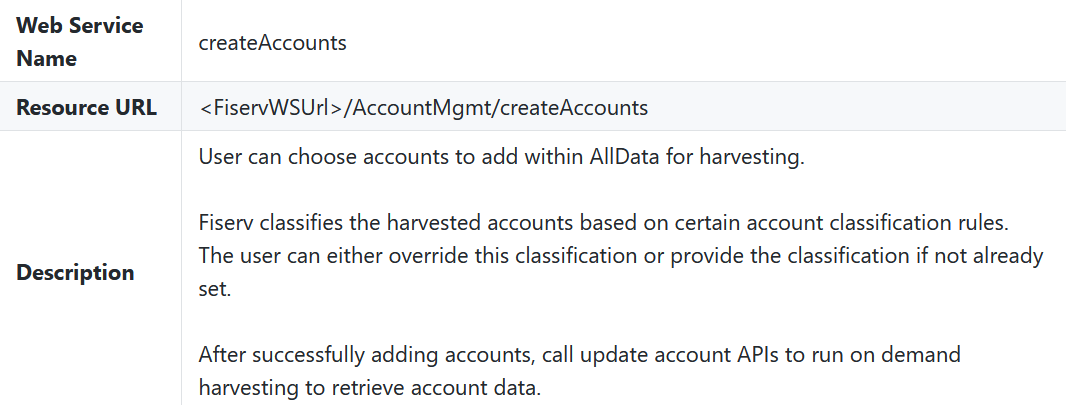 Web Service
Name
createAccounts
Resource URL
<FiservWSUrl>/AccountMgmt/createAccounts
Description
User can choose accounts to add within AllData for harvesting.
Fiserv classifies the harvested accounts based on certain account classification rules.
The user can either override this classification or provide the classification if not already
set.
After successfully adding accounts, call update account APIs to run on demand
harvesting to retrieve account data.